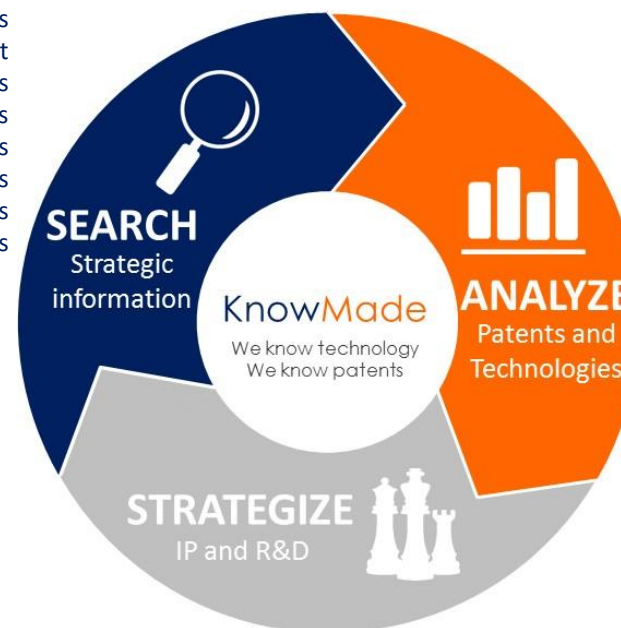 s
t
s
s
s
s
s
s
SEARCH
Strategic
information
ANALYZE
Patents and
Technologies
KnowMade
We know technology
We know patents
STRATEGIZE
IP and R&D